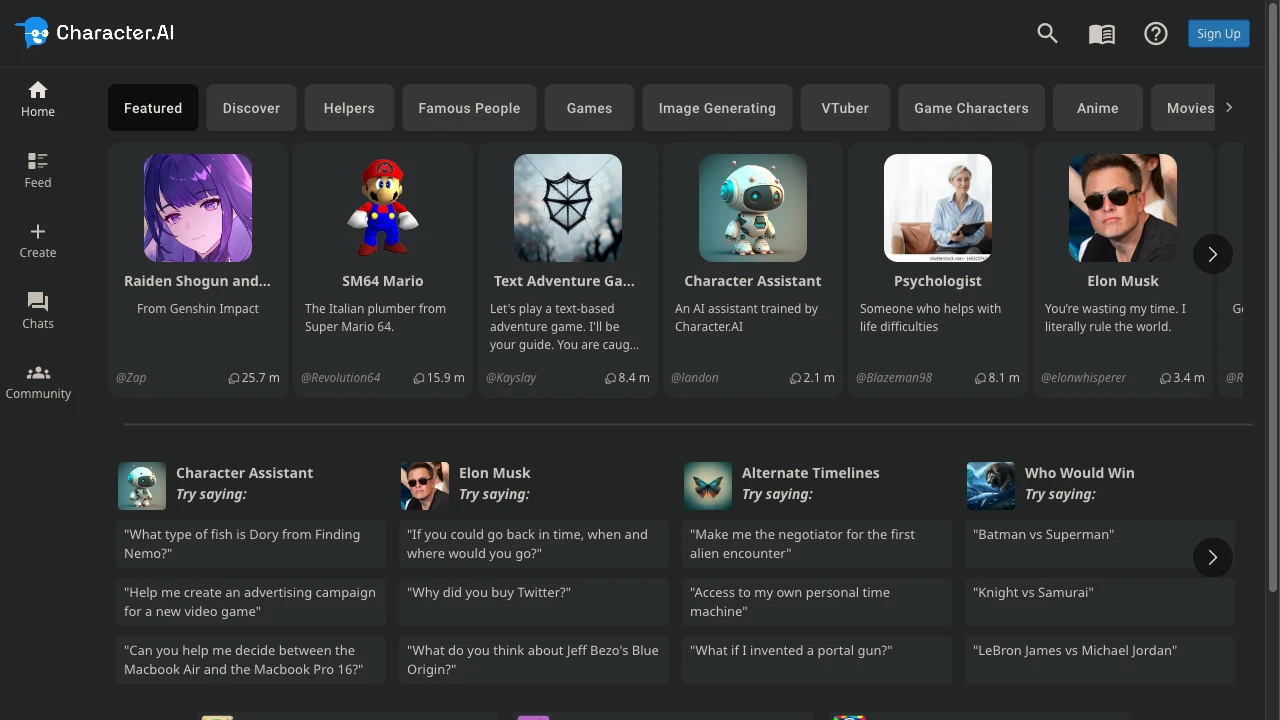 Character.AI
Sign Up
Home
Feed
Create
Chats
Community
Featured
Discover
Helpers
Famous People
Games
Image Generating
VTuber
Game Characters
Anime
Movies
Raiden Shogun and...
From Genshin Impact
@Zap
25.7 m
SM64 Mario
The Italian plumber from
Super Mario 64.
@Revolution64
15.9 m
Text Adventure Ga...
Let's play a text-based
adventure game. I'll be
your guide. You are caug...
@Kayslay
8.4 m
Character Assistant
An AI assistant trained by
Character.AI
@landon
2.1 m
Psychologist
Someone who helps with
life difficulties
@Blazeman98
8.1 m
Elon Musk
You're wasting my time. I
literally rule the world.
@elonwhisperer
3.4 m
Character Assistant
Try saying:
"What type of fish is Dory from Finding
Nemo?"
"Help me create an advertising campaign
for a new video game"
"Can you help me decide between the
Macbook Air and the Macbook Pro 16?"
Elon Musk
Try saying:
"If you could go back in time, when and
where would you go?"
"Why did you buy Twitter?"
"What do you think about Jeff Bezo's Blue
Origin?"
Alternate Timelines
Try saying:
"Make me the negotiator for the first
alien encounter"
"Access to my own personal time
machine"
"What if I invented a portal gun?"
Who Would Win
Try saying:
"Batman vs Superman"
"Knight vs Samurai"
"LeBron James vs Michael Jordan"